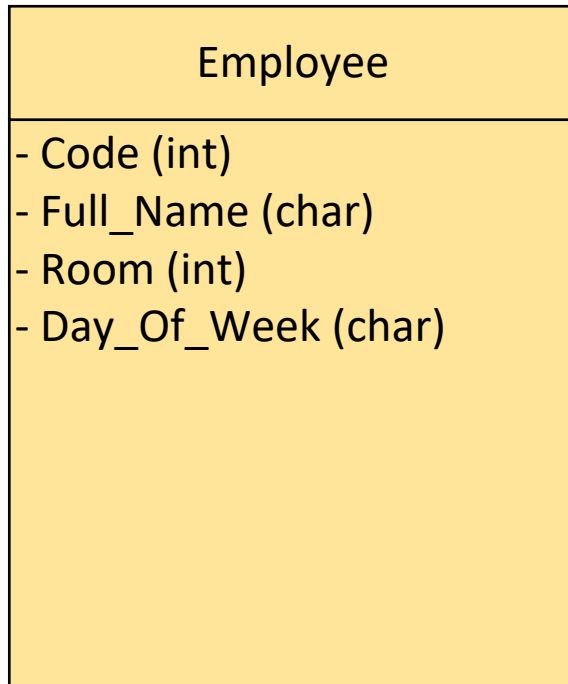 Employee
- Code (int)
- Full_Name (char)
- Room (int)
- Day_Of_Week (char)